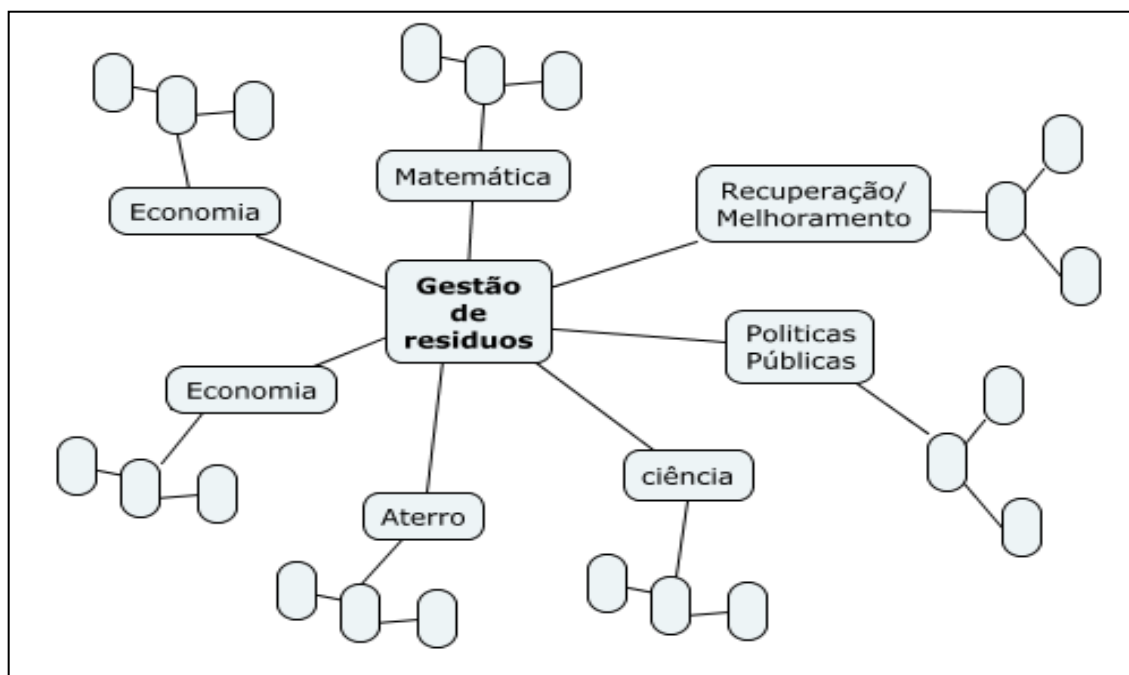 Matemática
Economia
Recuperação/
Melhoramento
Gestão
de
residuos
Politicas
Públicas
Economia
ciência
Aterro